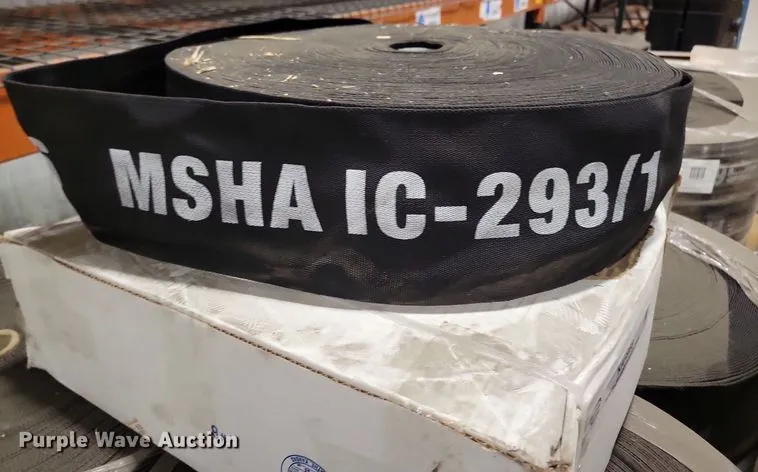 MSHA IC-293/1
Purple Wave Auction